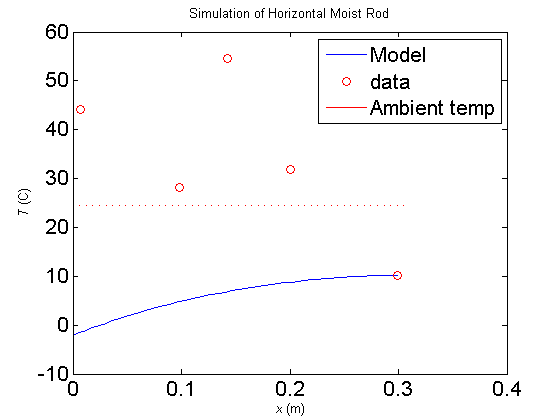 Simulation of Horizontal Moist Rod
60
50
40
30
20
10
0
-10
T (C)
Model
data
Ambient temp
0
0.1
0.2
0.3
0.4
x (m)